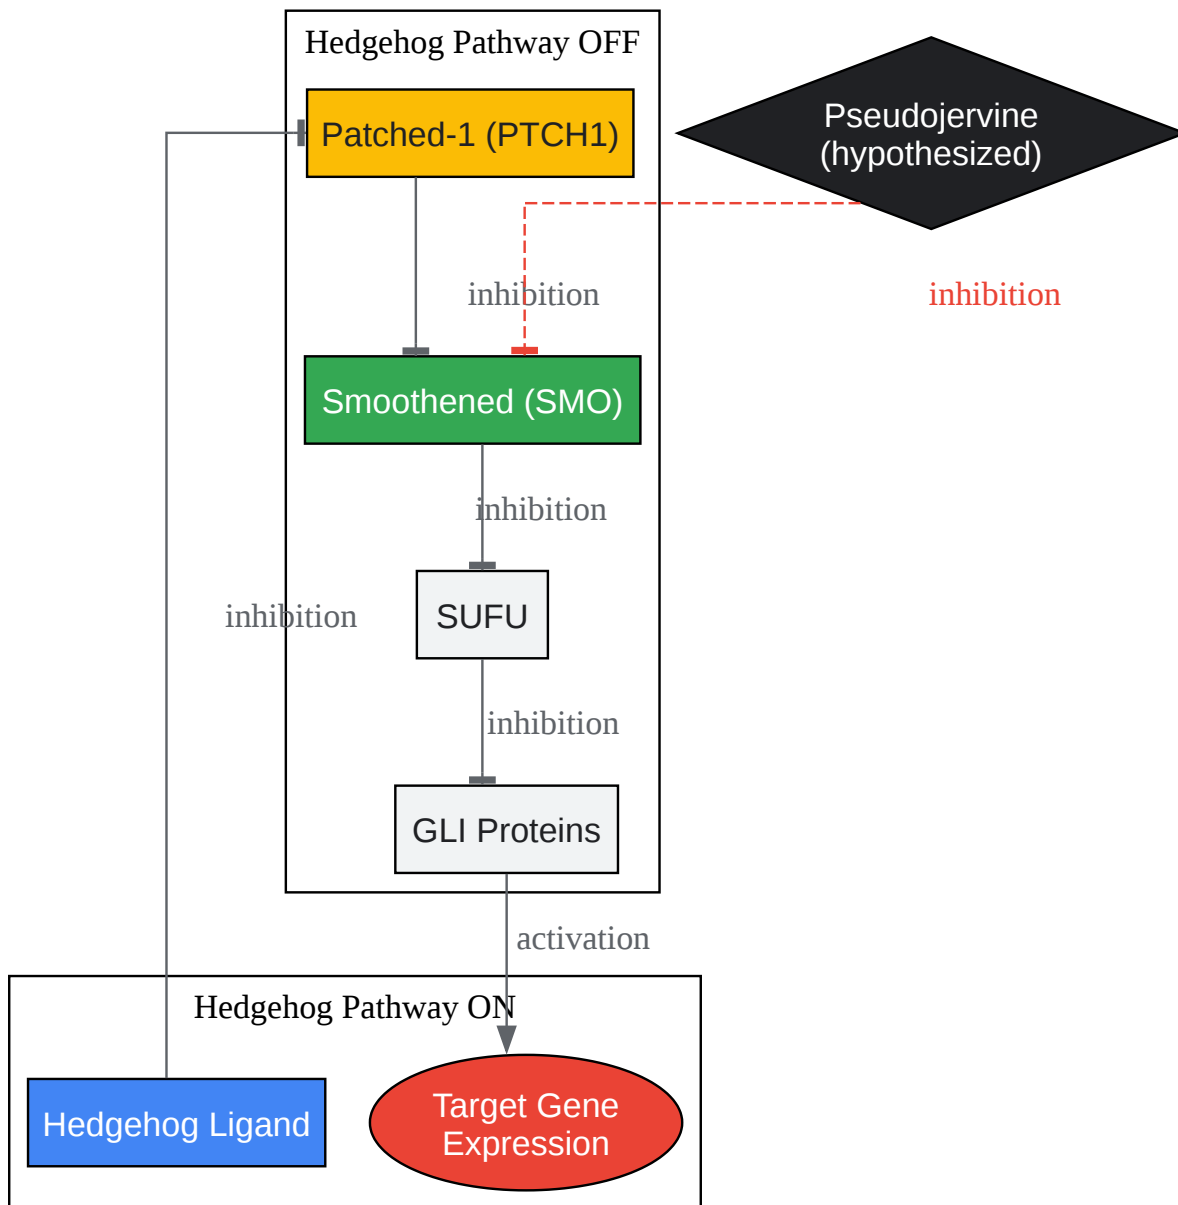 Hedgehog Pathway OFF
Patched-1 (PTCH1)
Pseudojervine
(hypothesized)
inhibition
inhibition
Smoothened (SMO)
inhibition
SUFU
inhibition
inhibition
GLI Proteins
activation
Hedgehog Pathway ON
Hedgehog Ligand
Target Gene
Expression